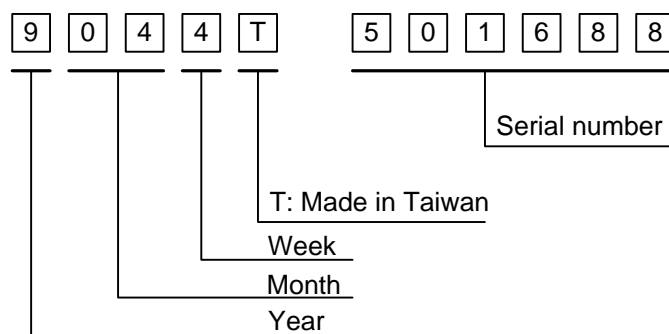 9 0 4 4 T 5 0 1 6 8 8
Serial number
T: Made in Taiwan
Week
Month
Year